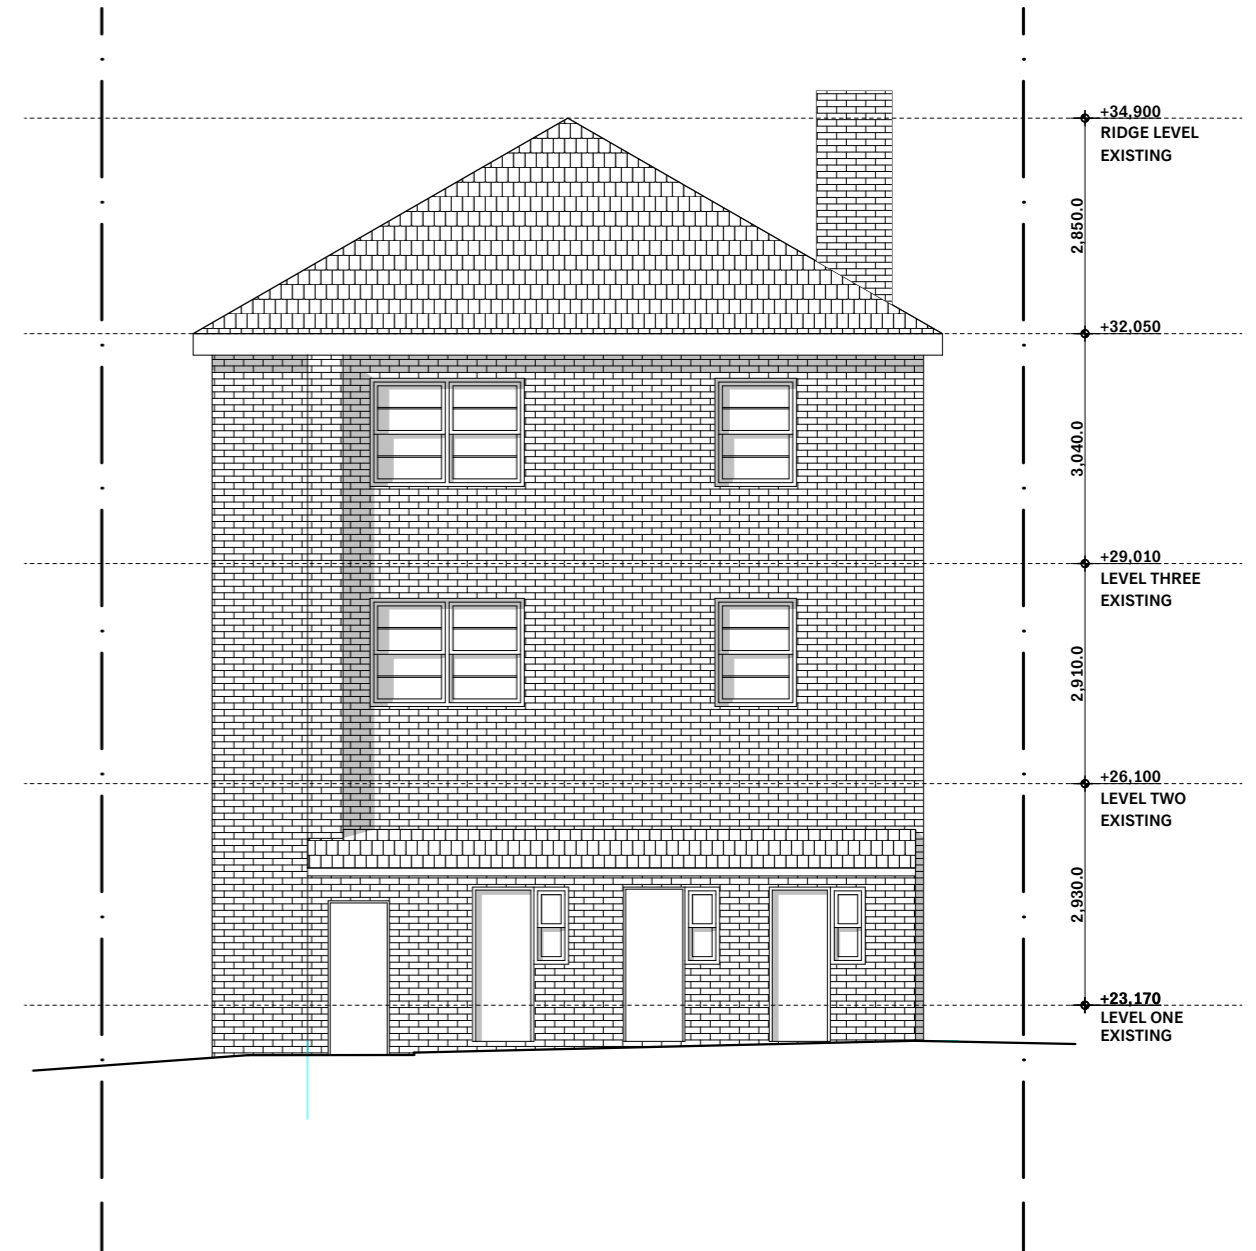 +34,900
RIDGE LEVEL
EXISTING
2,850.0
+32,050
3,040.0
+29,010
LEVEL THREE
EXISTING
2,910.0
+26,100
LEVEL TWO
EXISTING
2,930.0
+23,170
LEVEL ONE
EXISTING